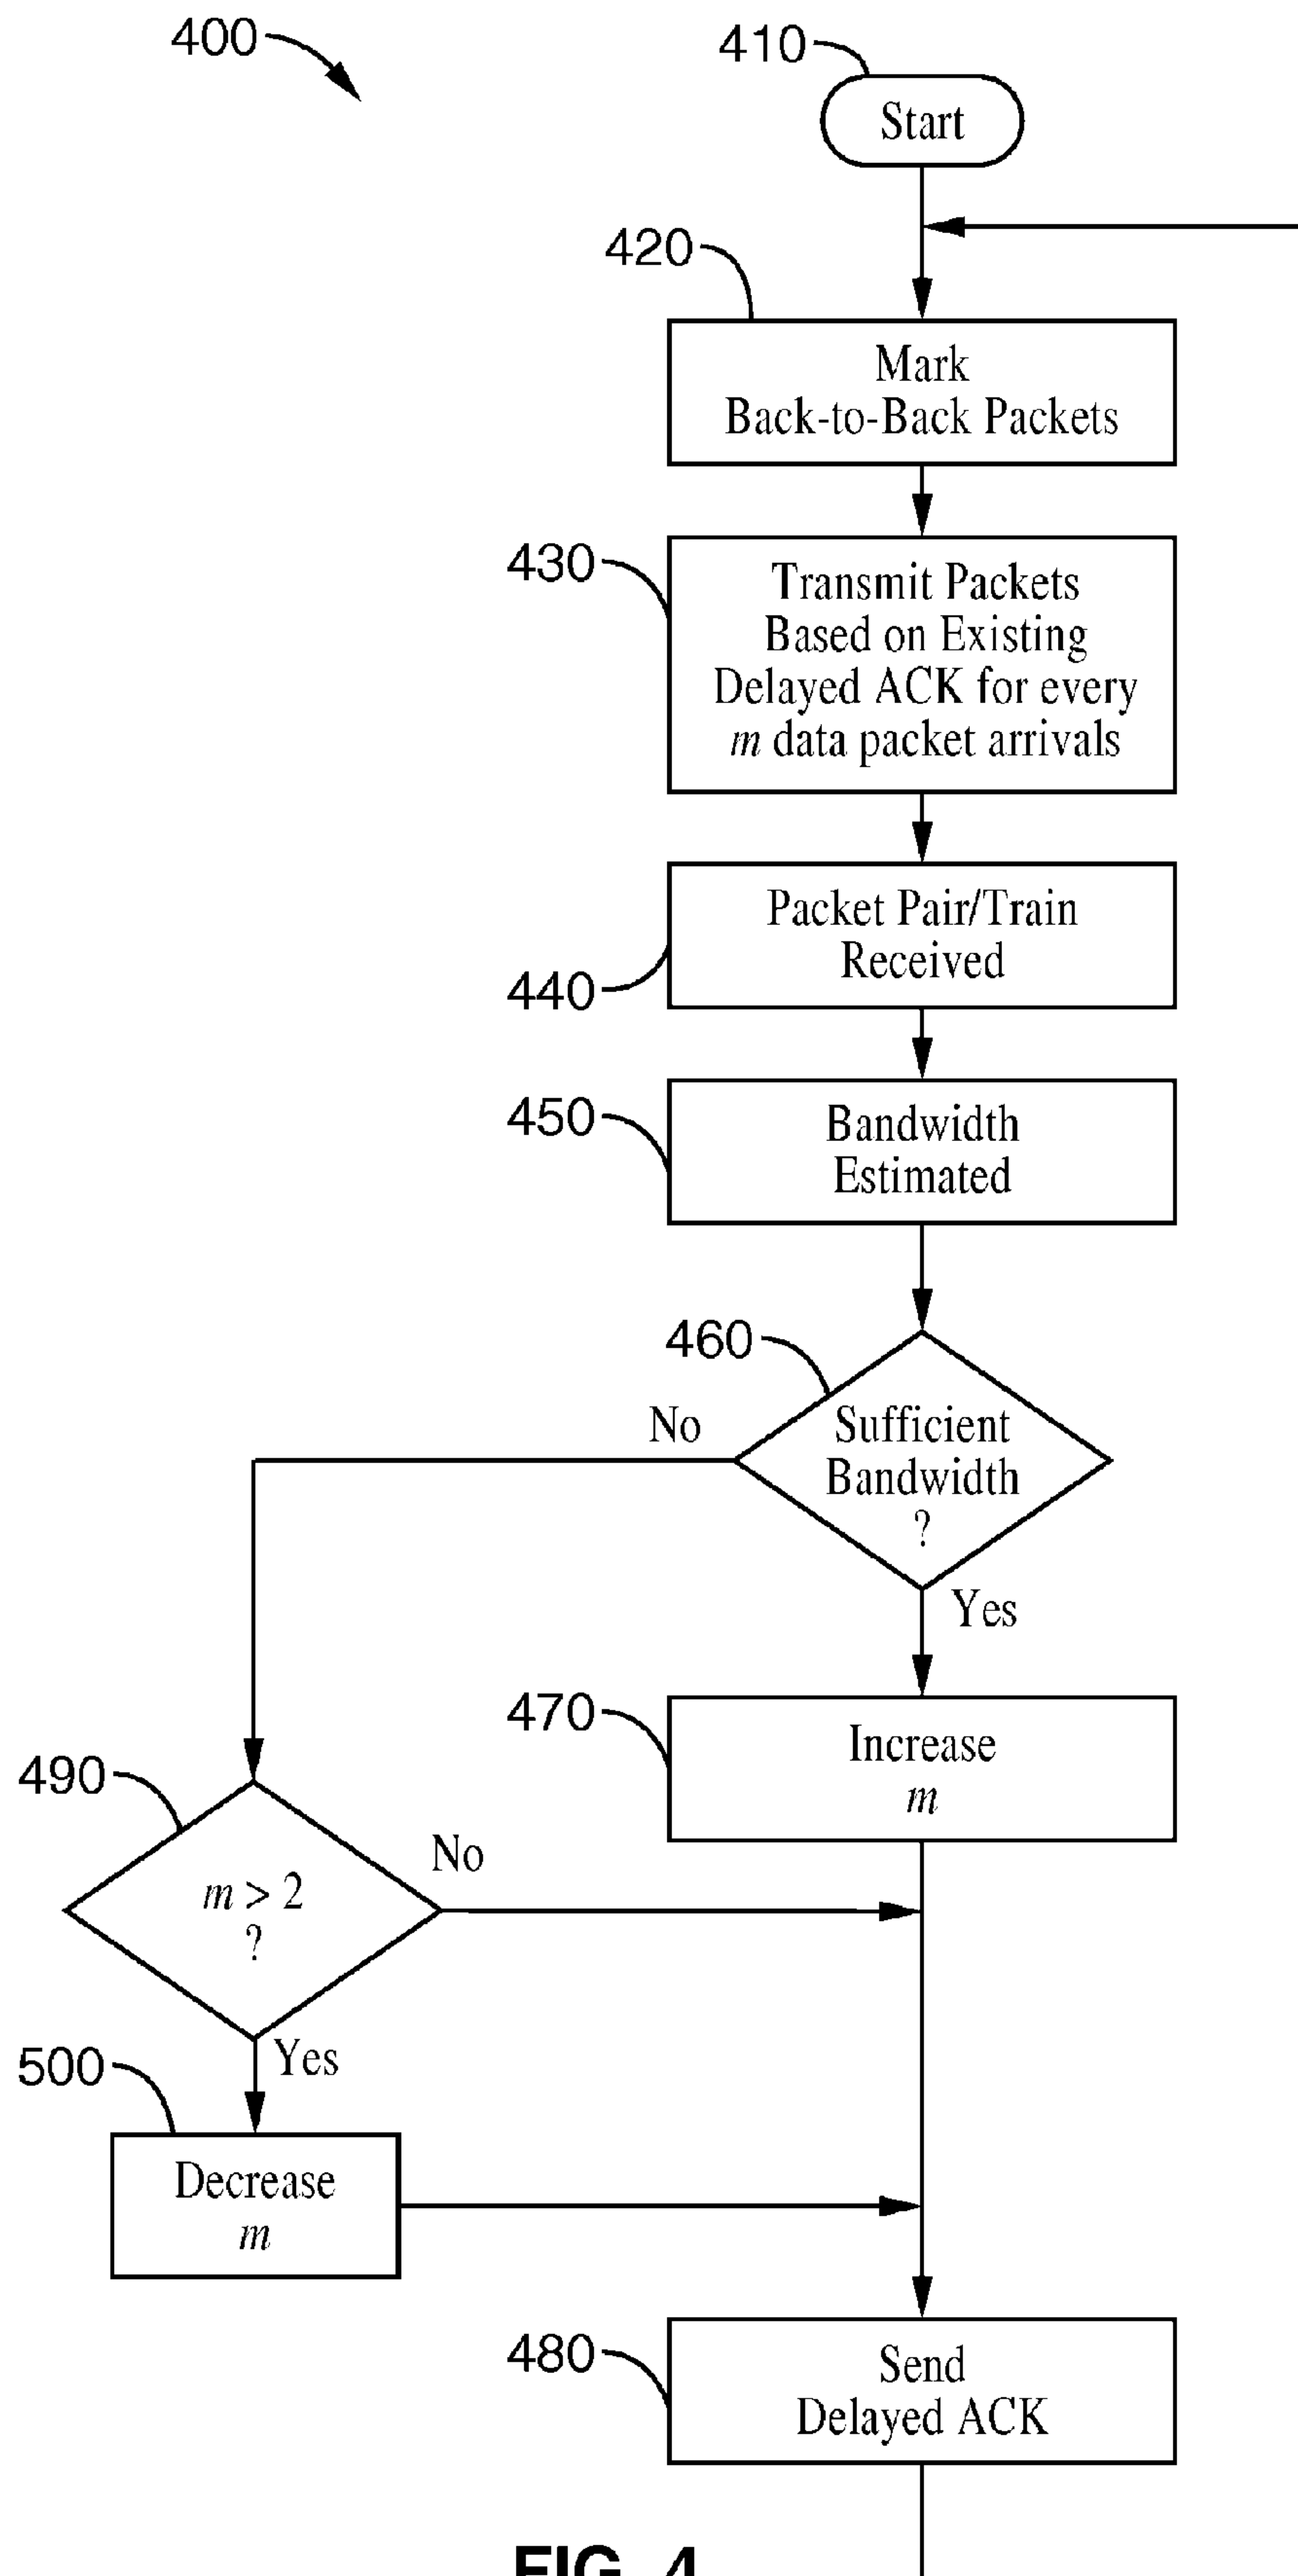 400
410
Start
420
Mark
Back-to-Back Packets
430
Transmit Packets
Based on Existing
Delayed ACK for every
m data packet arrivals
440
Packet Pair/Train
Received
450
Bandwidth
Estimated
460
No
Sufficient
Bandwidth
?
Yes
470
Increase
m
490
No
m > 2
?
Yes
500
Decrease
m
480
Send
Delayed ACK
FIG. 4